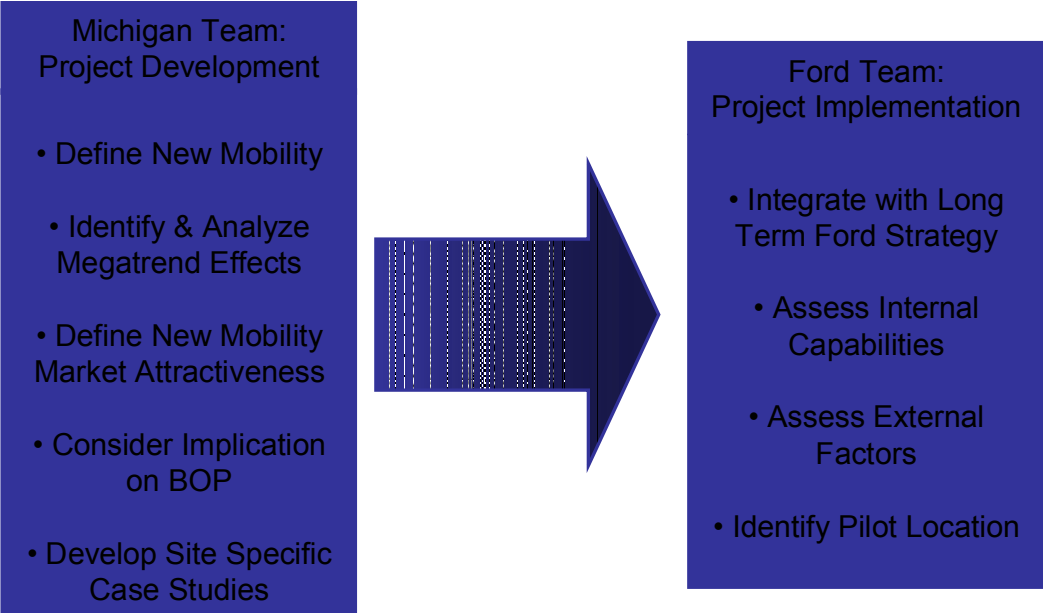 Michigan Team:
Project Development
• Define New Mobility
• Identify & Analyze
Megatrend Effects
• Define New Mobility
Market Attractiveness
• Consider Implication
on BOP
• Develop Site Specific
Case Studies
Ford Team:
Project Implementation
• Integrate with Long
Term Ford Strategy
• Assess Internal
Capabilities
• Assess External
Factors
• Identify Pilot Location